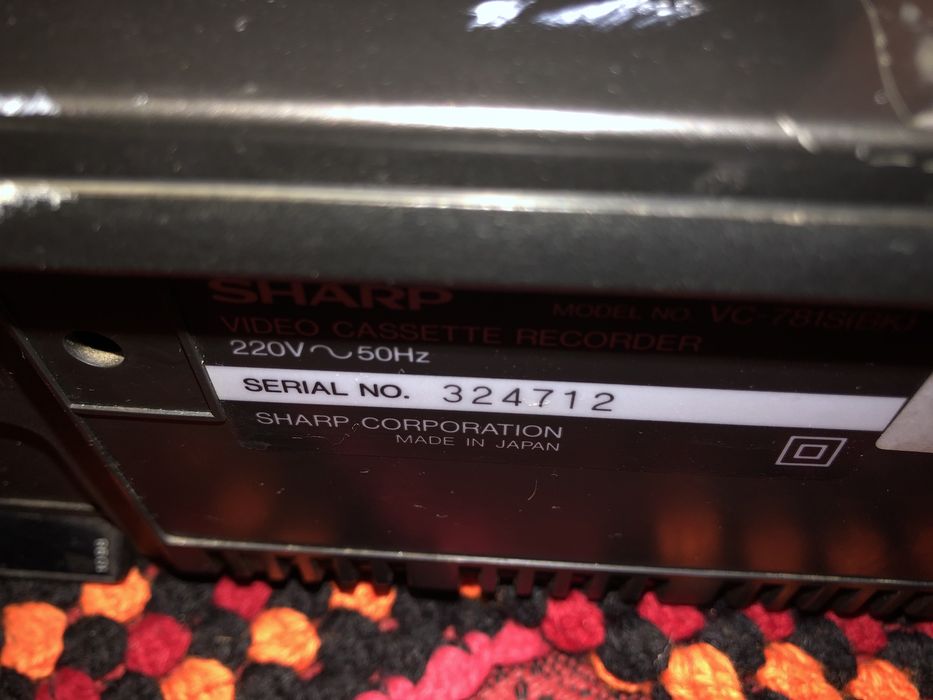 SHARP
MODEL NO. VC-781S(BK)
VIDEO CASSETTE RECORDER
220V ~ 50Hz
SERIAL NO. 324712
SHARP CORPORATION
MADE IN JAPAN